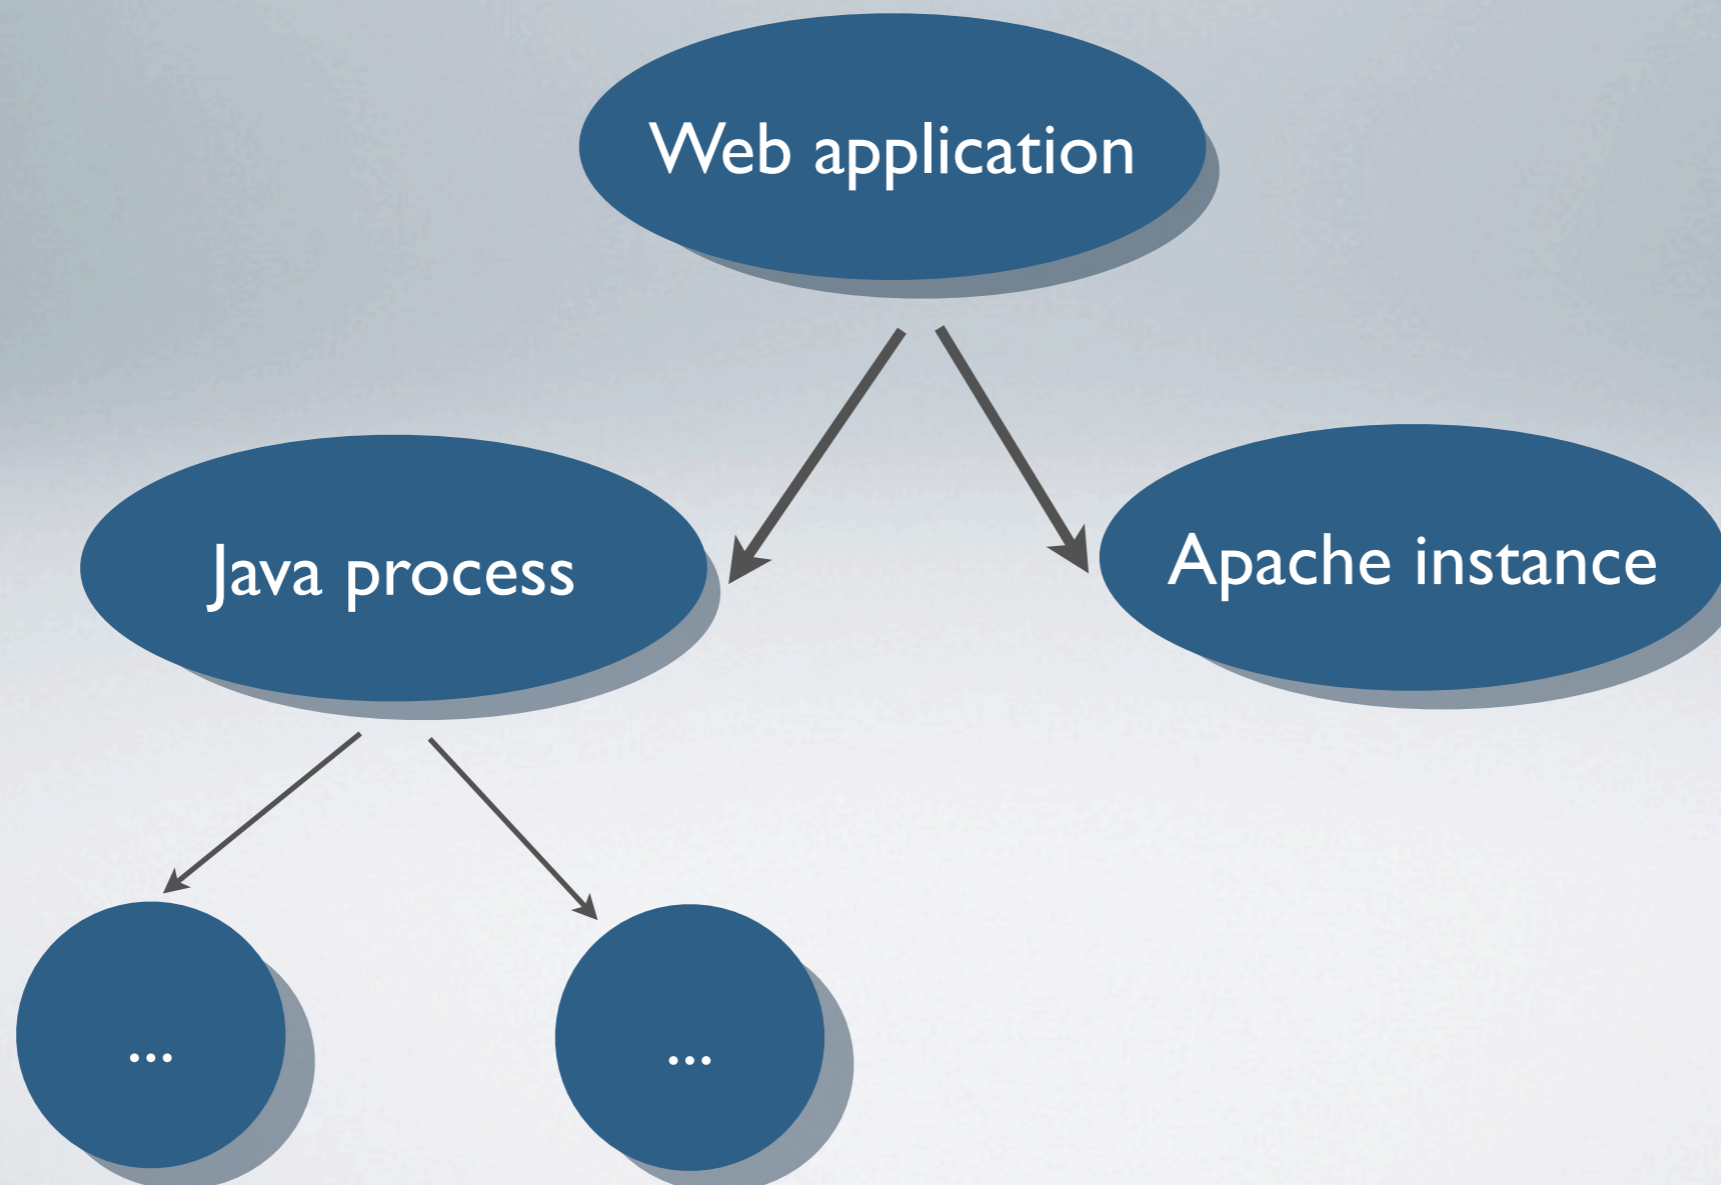 Web application
Java process
Apache instance
...
...